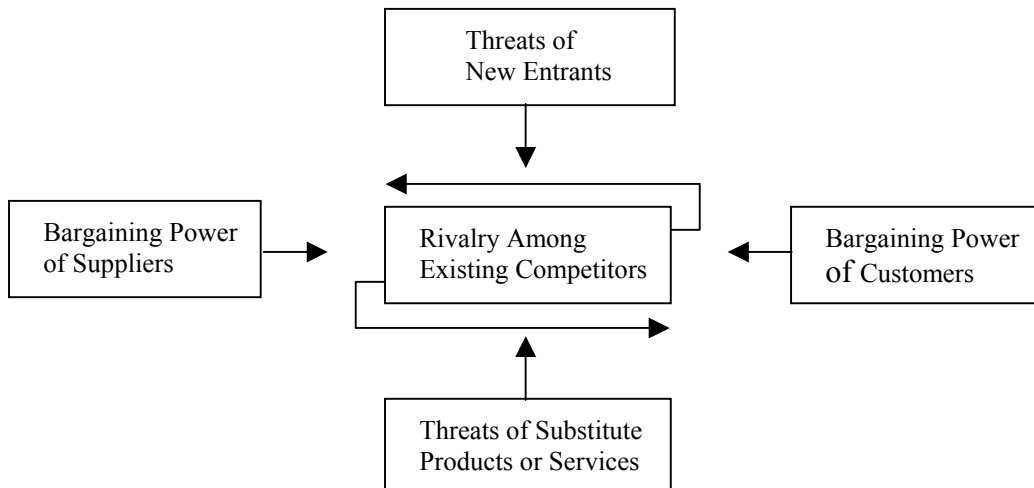 Threats of
New Entrants
Bargaining Power
of Suppliers
Rivalry Among
Existing Competitors
Bargaining Power
of Customers
Threats of Substitute
Products or Services